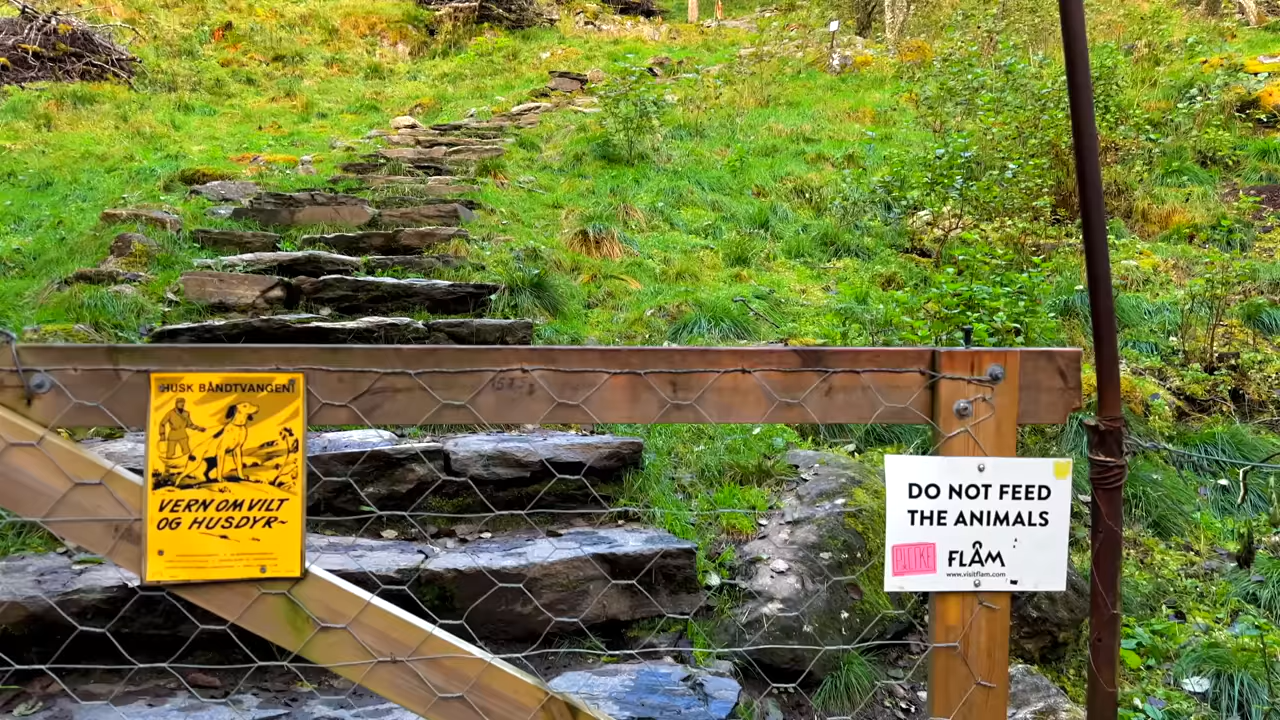 HUSK BÅNDTVANGEN!
VERN OM VILT
OG HUSDYR~
DO NOT FEED
THE ANIMALS
FLÅM
www.visitflam.com